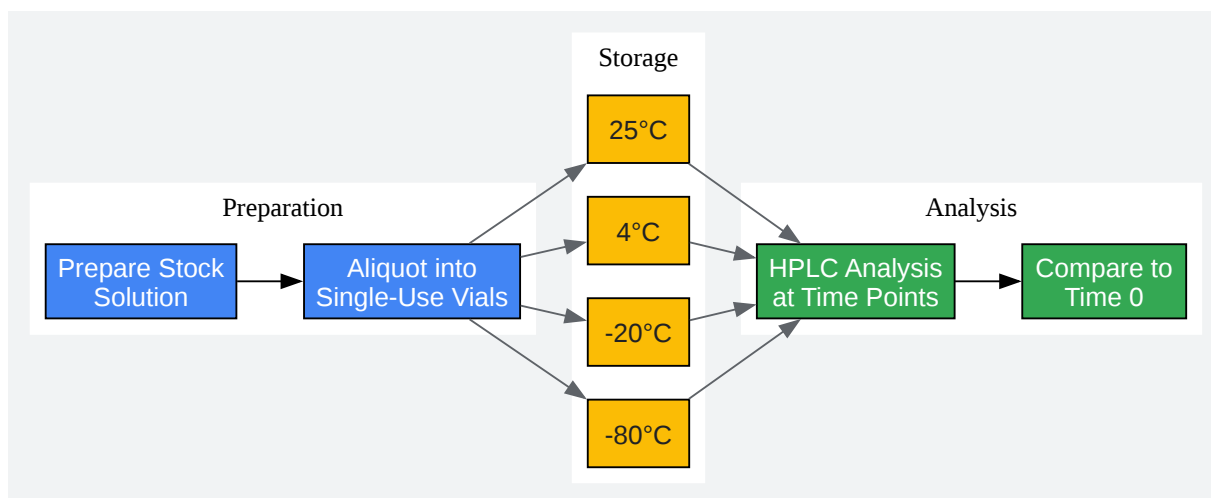 Preparation
Prepare Stock
Solution
Aliquot into
Single-Use Vials
Storage
25°C
4°C
-20°C
-80°C
Analysis
HPLC Analysis
at Time Points
Compare to
Time 0